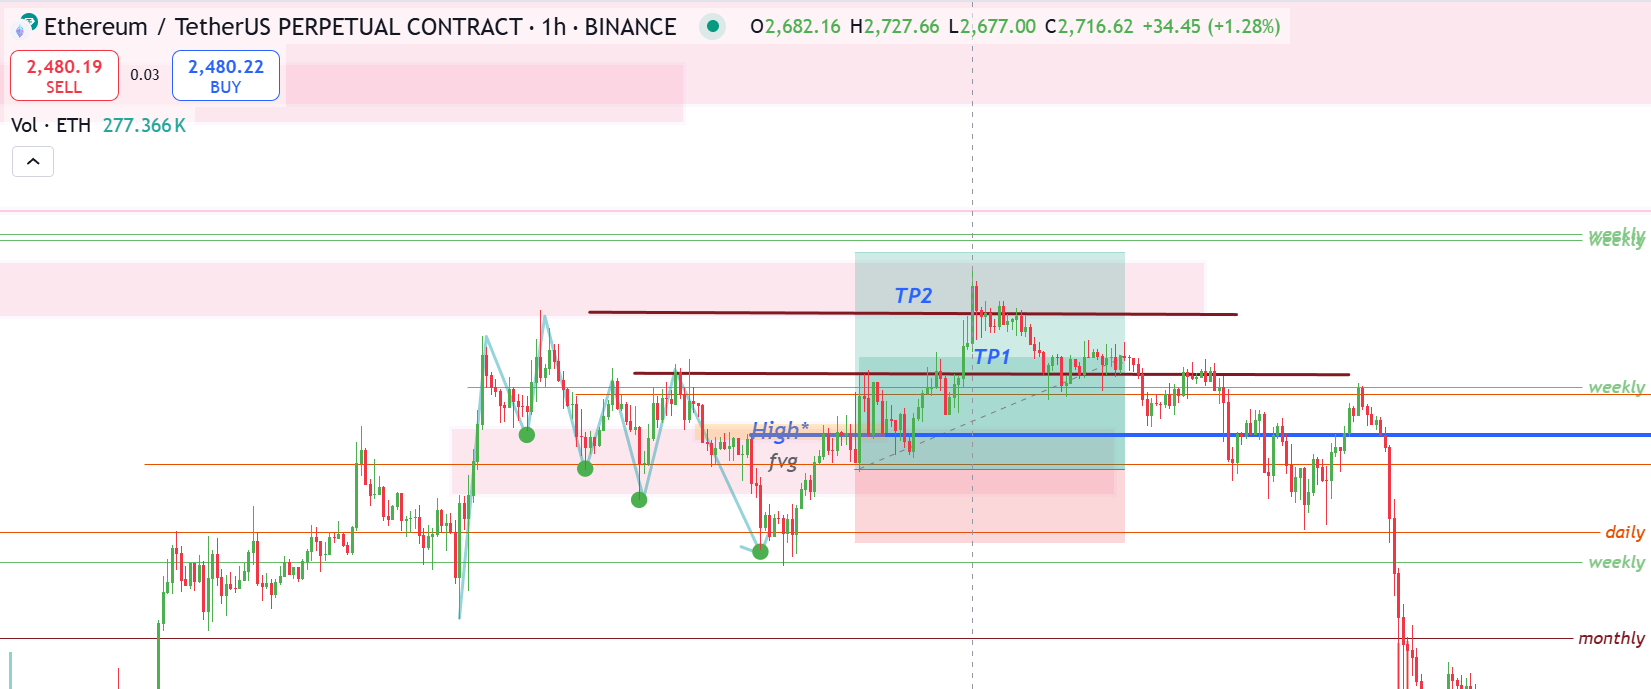 Ethereum / TetherUS PERPETUAL CONTRACT · 1h · BINANCE O2,682.16 H2,727.66 L2,677.00 C2,716.62 +34.45 (+1.28%)
2,480.19 0.03 2,480.22
SELL BUY
Vol · ETH 277.366 K
weekly
weekly
TP2
TP1
weekly
High*
fvg
daily
weekly
monthly